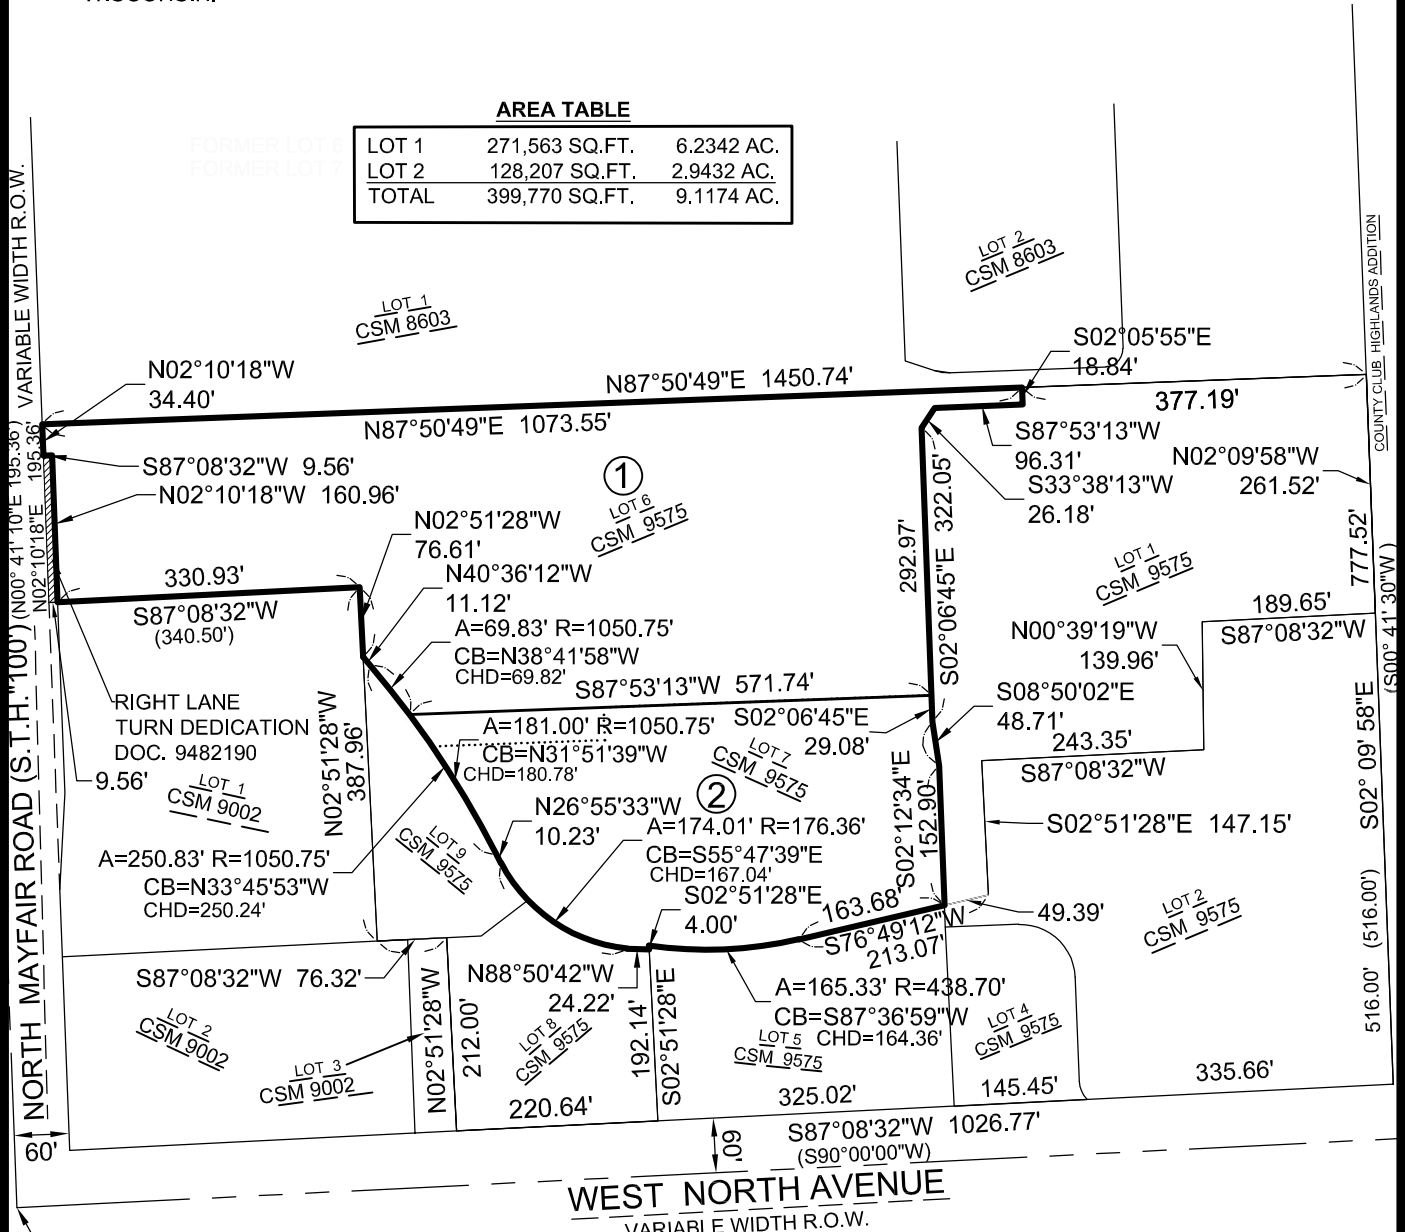 AREA TABLE
FORMER LOT 6
FORMER LOT 7
LOT 1 271,563 SQ.FT. 6.2342 AC.
LOT 2 128,207 SQ.FT. 2.9432 AC.
TOTAL 399,770 SQ.FT. 9.1174 AC.
VARIABLE WIDTH R.O.W.
LOT 2
CSM 8603
LOT 1
CSM 8603
COUNTY CLUB HIGHLANDS ADDITION
S02°05'55"E
18.84'
N02°10'18"W
34.40'
N87°50'49"E 1450.74'
377.19'
N87°50'49"E 1073.55'
S87°53'13"W
96.31'
S87°08'32"W 9.56'
N02°10'18"W 160.96'
S33°38'13"W
26.18'
N02°09'58"W
261.52'
(N00° 41' 10"E 195.36')
N02°10'18"E 195.36'
1
LOT 6
CSM 9575
N02°51'28"W
76.61'
292.97'
S02°06'45"E 322.05'
LOT 1
CSM 9575
777.52'
(S00° 41' 30"W)
330.93'
S87°08'32"W
(340.50')
N40°36'12"W
11.12'
189.65'
S87°08'32"W
A=69.83' R=1050.75'
CB=N38°41'58"W
CHD=69.82'
N00°39'19"W
139.96'
S87°53'13"W 571.74'
S08°50'02"E
48.71'
RIGHT LANE
TURN DEDICATION
DOC. 9482190
9.56'
N02°51'28"W
387.96'
A=181.00' R=1050.75'
CB=N31°51'39"W
CHD=180.78'
S02°06'45"E
29.08'
LOT 7
CSM 9575
243.35'
S87°08'32"W
S02° 09' 58"E
LOT 1
CSM 9002
2
N26°55'33"W
10.23'
S02°12'34"E
152.90'
S02°51'28"E 147.15'
A=174.01' R=176.36'
CB=S55°47'39"E
CHD=167.04'
LOT 9
CSM 9575
A=250.83' R=1050.75'
CB=N33°45'53"W
CHD=250.24'
S02°51'28"E
4.00'
163.68'
S76°49'12"W
213.07'
49.39'
LOT 2
CSM 9575
516.00' (516.00')
S87°08'32"W 76.32'
N88°50'42"W
24.22'
A=165.33' R=438.70'
CB=S87°36'59"W
CHD=164.36'
LOT 2
CSM 9002
N02°51'28"W
212.00'
LOT 8
CSM 9575
192.14'
S02°51'28"E
LOT 5
CSM 9575
LOT 4
CSM 9575
LOT 3
CSM 9002
220.64'
325.02'
145.45'
335.66'
NORTH MAYFAIR ROAD (S.T.H."100')
VARIABLE WIDTH R.O.W.
60'
60'
S87°08'32"W 1026.77'
(S90°00'00"W)
WEST NORTH AVENUE